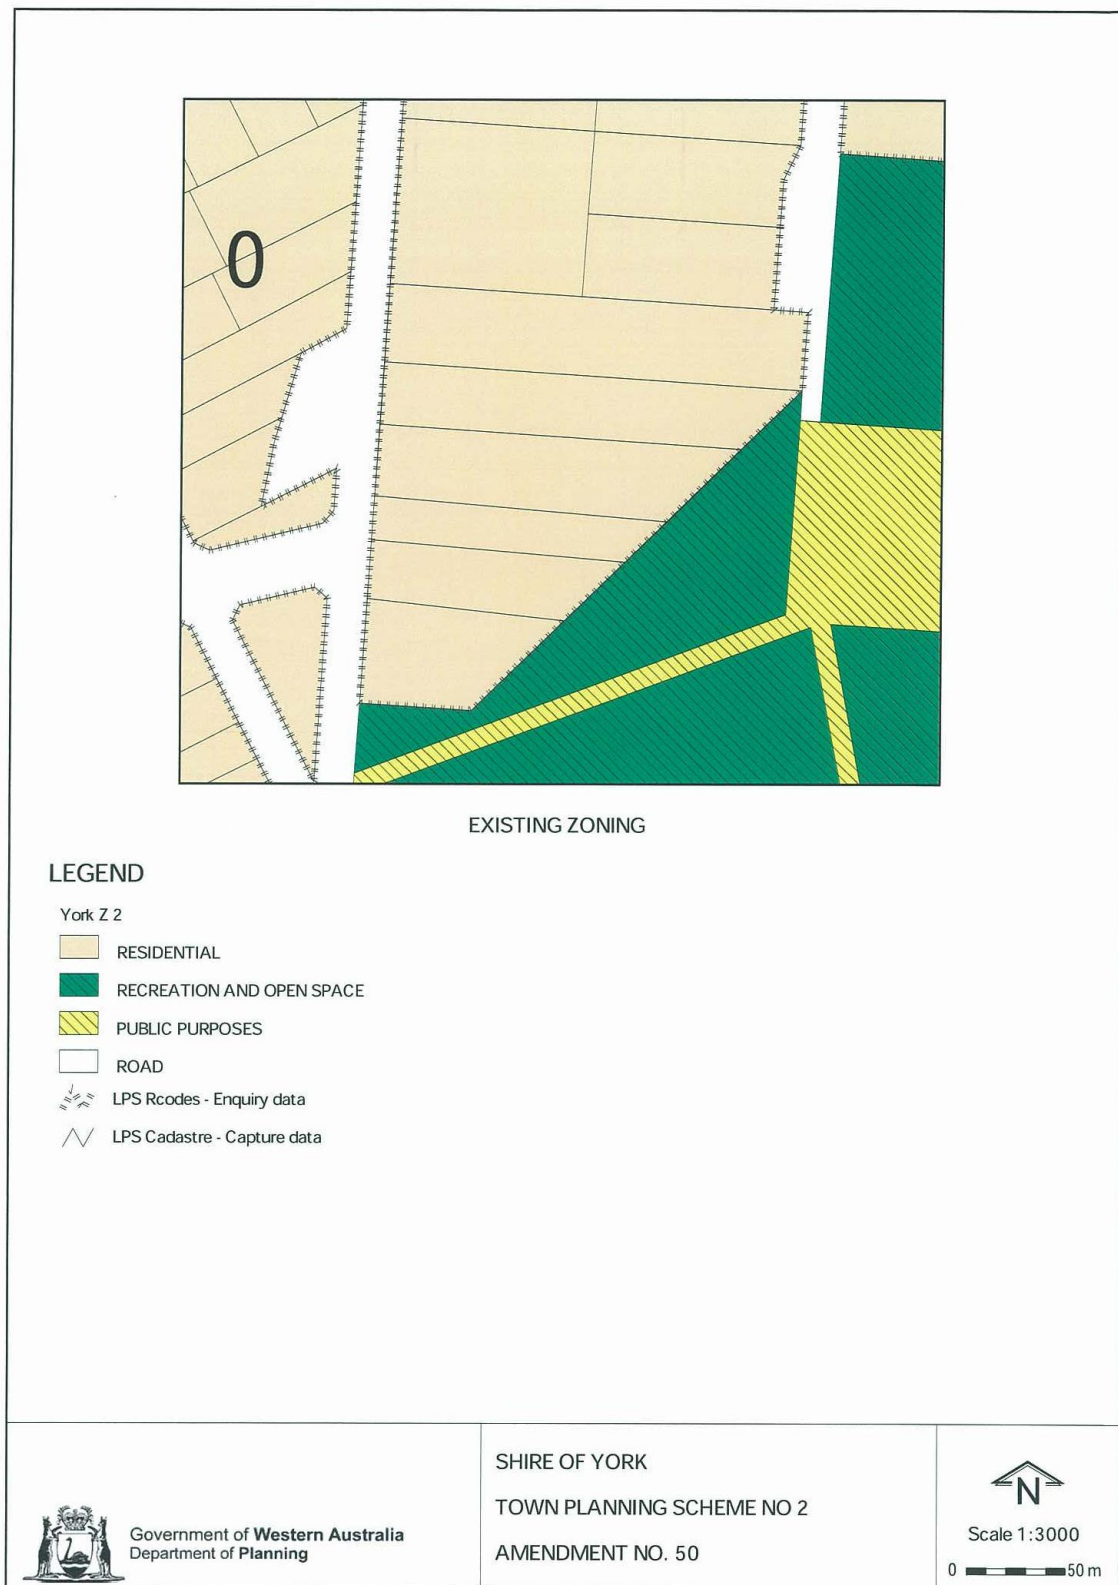 0
EXISTING ZONING
LEGEND
York Z 2
RESIDENTIAL
RECREATION AND OPEN SPACE
PUBLIC PURPOSES
ROAD
LPS Rcodes - Enquiry data
LPS Cadastre - Capture data
Government of Western Australia
Department of Planning
SHIRE OF YORK
TOWN PLANNING SCHEME NO 2
AMENDMENT NO. 50
N
Scale 1:3000
0 50 m